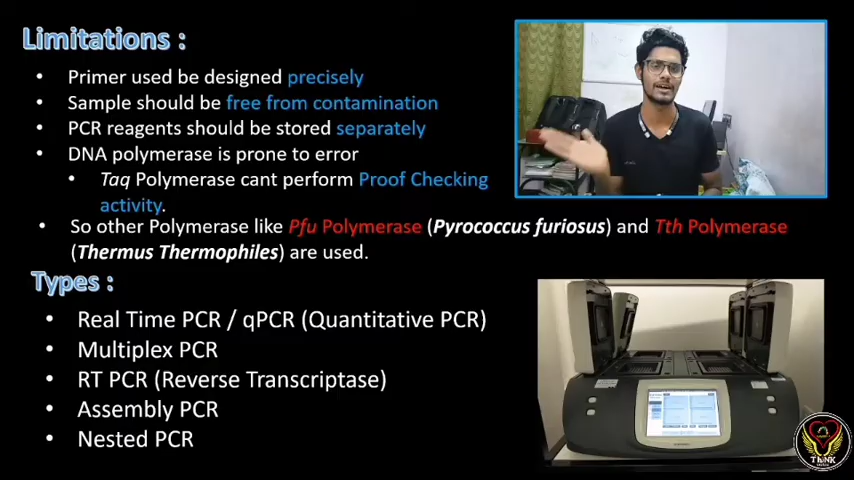 Limitations :
• Primer used be designed precisely
• Sample should be free from contamination
• PCR reagents should be stored separately
• DNA polymerase is prone to error
• Taq Polymerase cant perform Proof Checking
activity.
• So other Polymerase like Pfu Polymerase (Pyrococcus furiosus) and Tth Polymerase
(Thermus Thermophiles) are used.
Types :
• Real Time PCR / qPCR (Quantitative PCR)
• Multiplex PCR
• RT PCR (Reverse Transcriptase)
• Assembly PCR
• Nested PCR